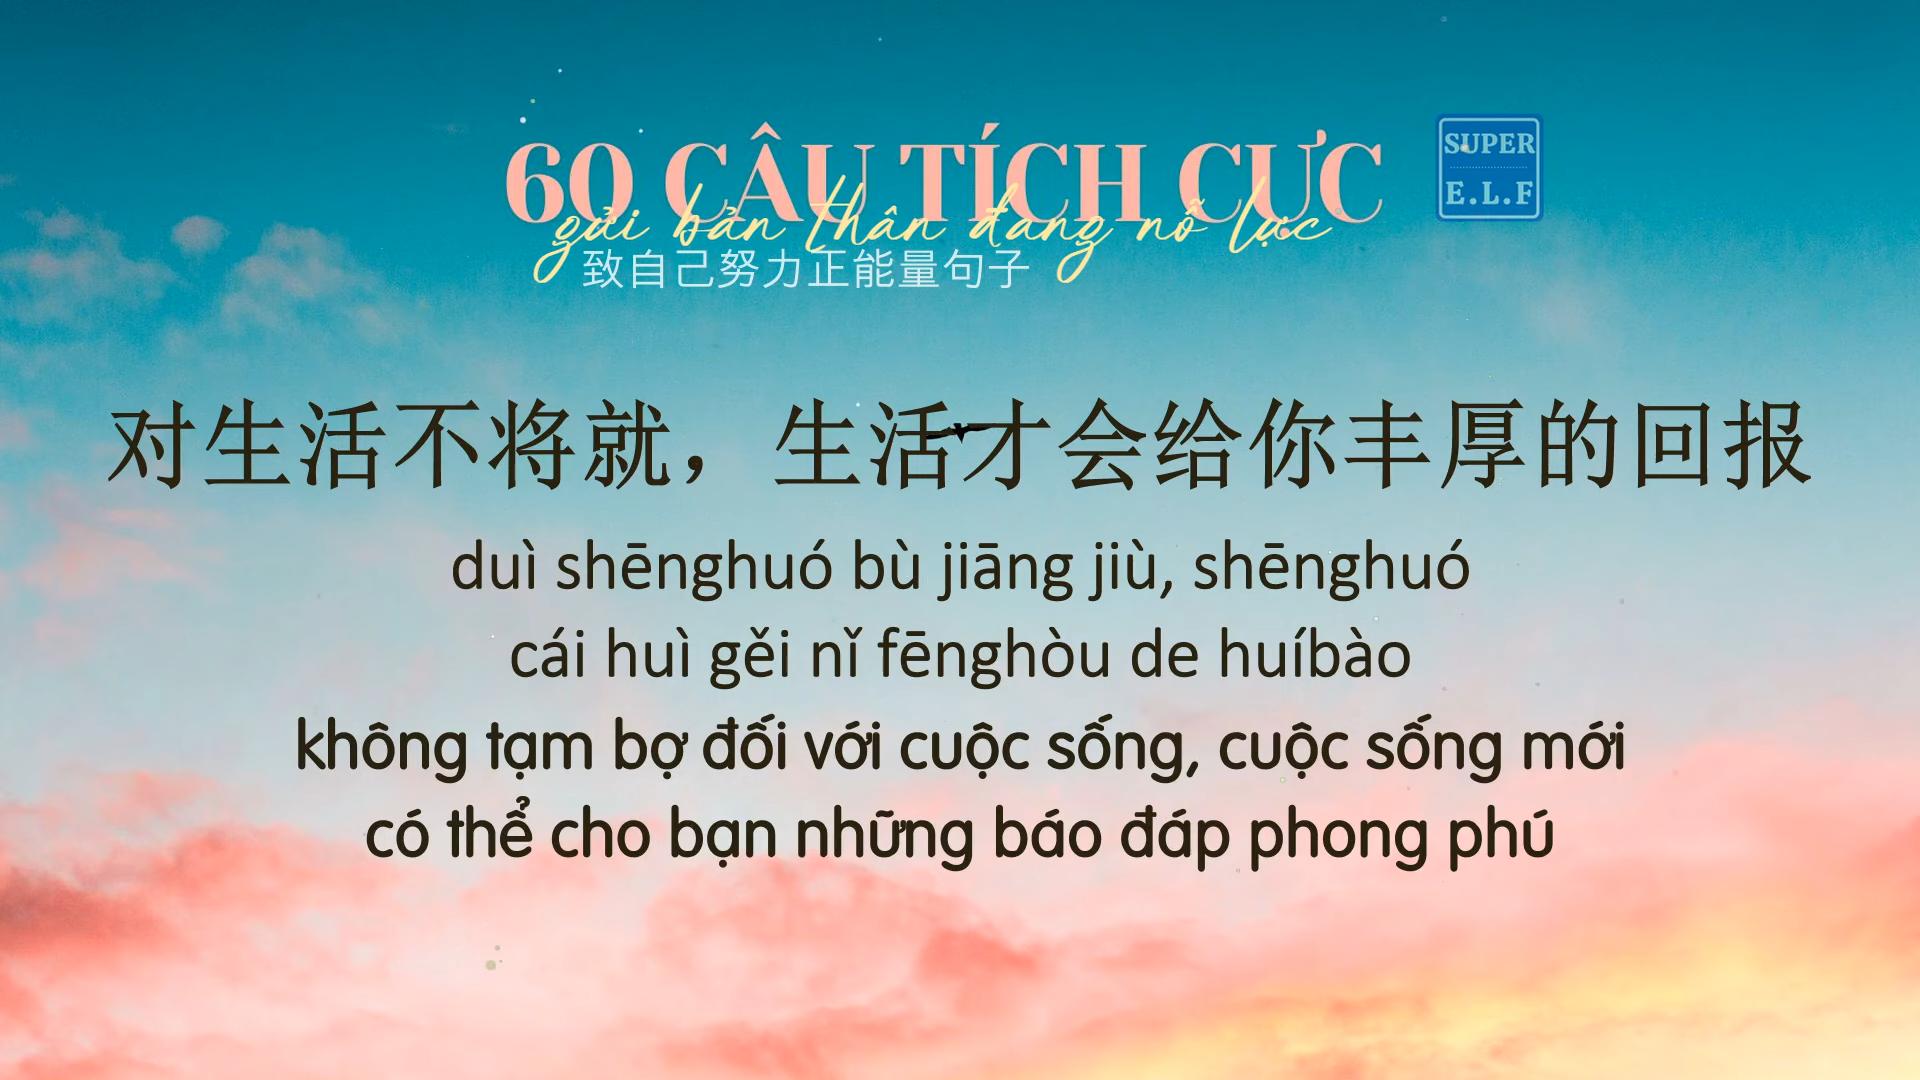 60 CÂU TÍCH CỰC
gửi bản thân đang nỗ lực
致自己努力正能量句子
SUPER
E.L.F
对生活不将就，生活才会给你丰厚的回报
duì shēnghuó bù jiāng jiù, shēnghuó
cái huì gěi nǐ fēnghòu de huíbào
không tạm bợ đối với cuộc sống, cuộc sống mới
có thể cho bạn những báo đáp phong phú